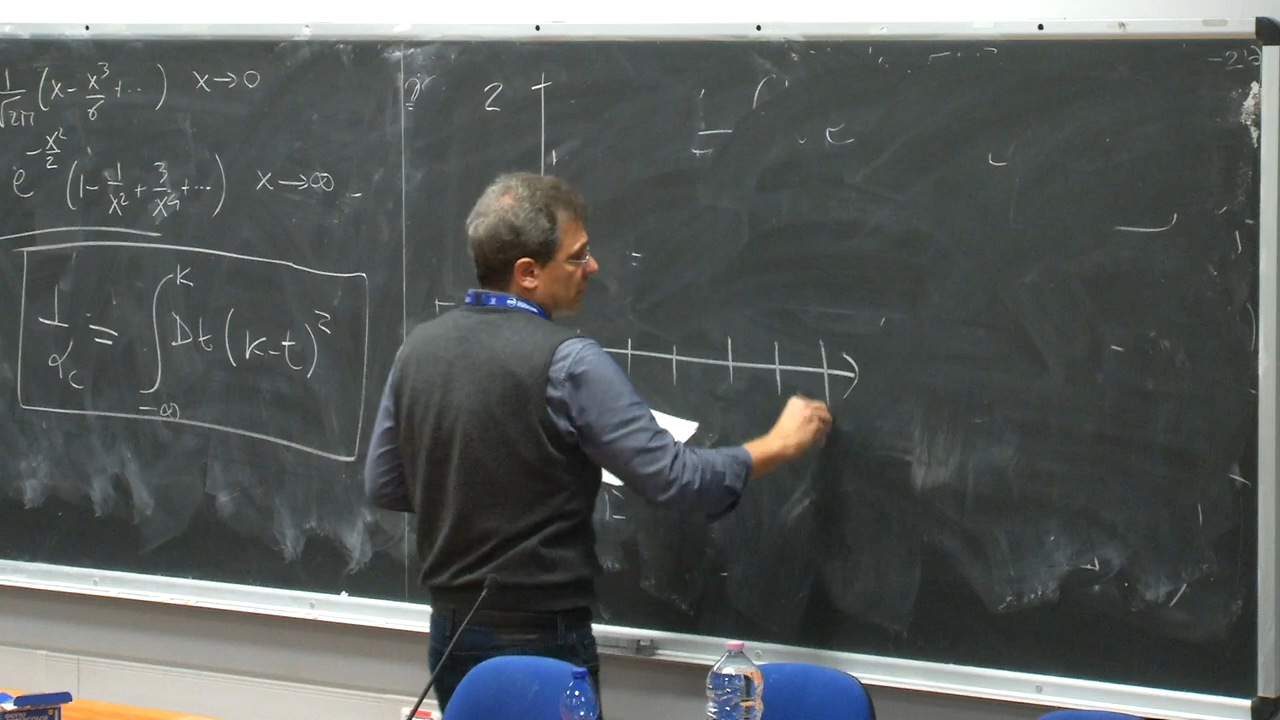 1/√2π (x - x³/6 + ...) x→0
e^{-x²/2} (1 - 1/x² + 3/x⁴ + ...) x→∞
1/α_c = ∫_{-∞}^{K} Dt (K-t)²
2